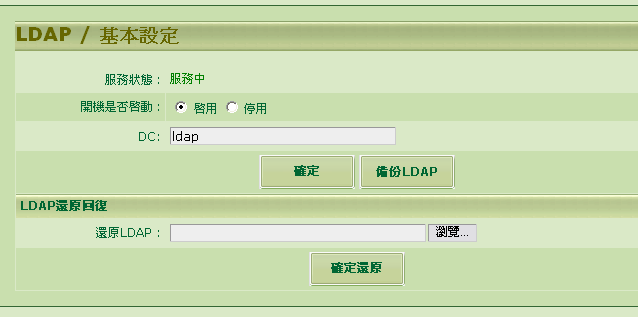 LDAP / 基本設定
服務狀態： 服務中
開機是否啓動： 啓用 停用
DC: ldap
確定 備份LDAP
LDAP還原回復
還原LDAP： 瀏覽...
確定還原